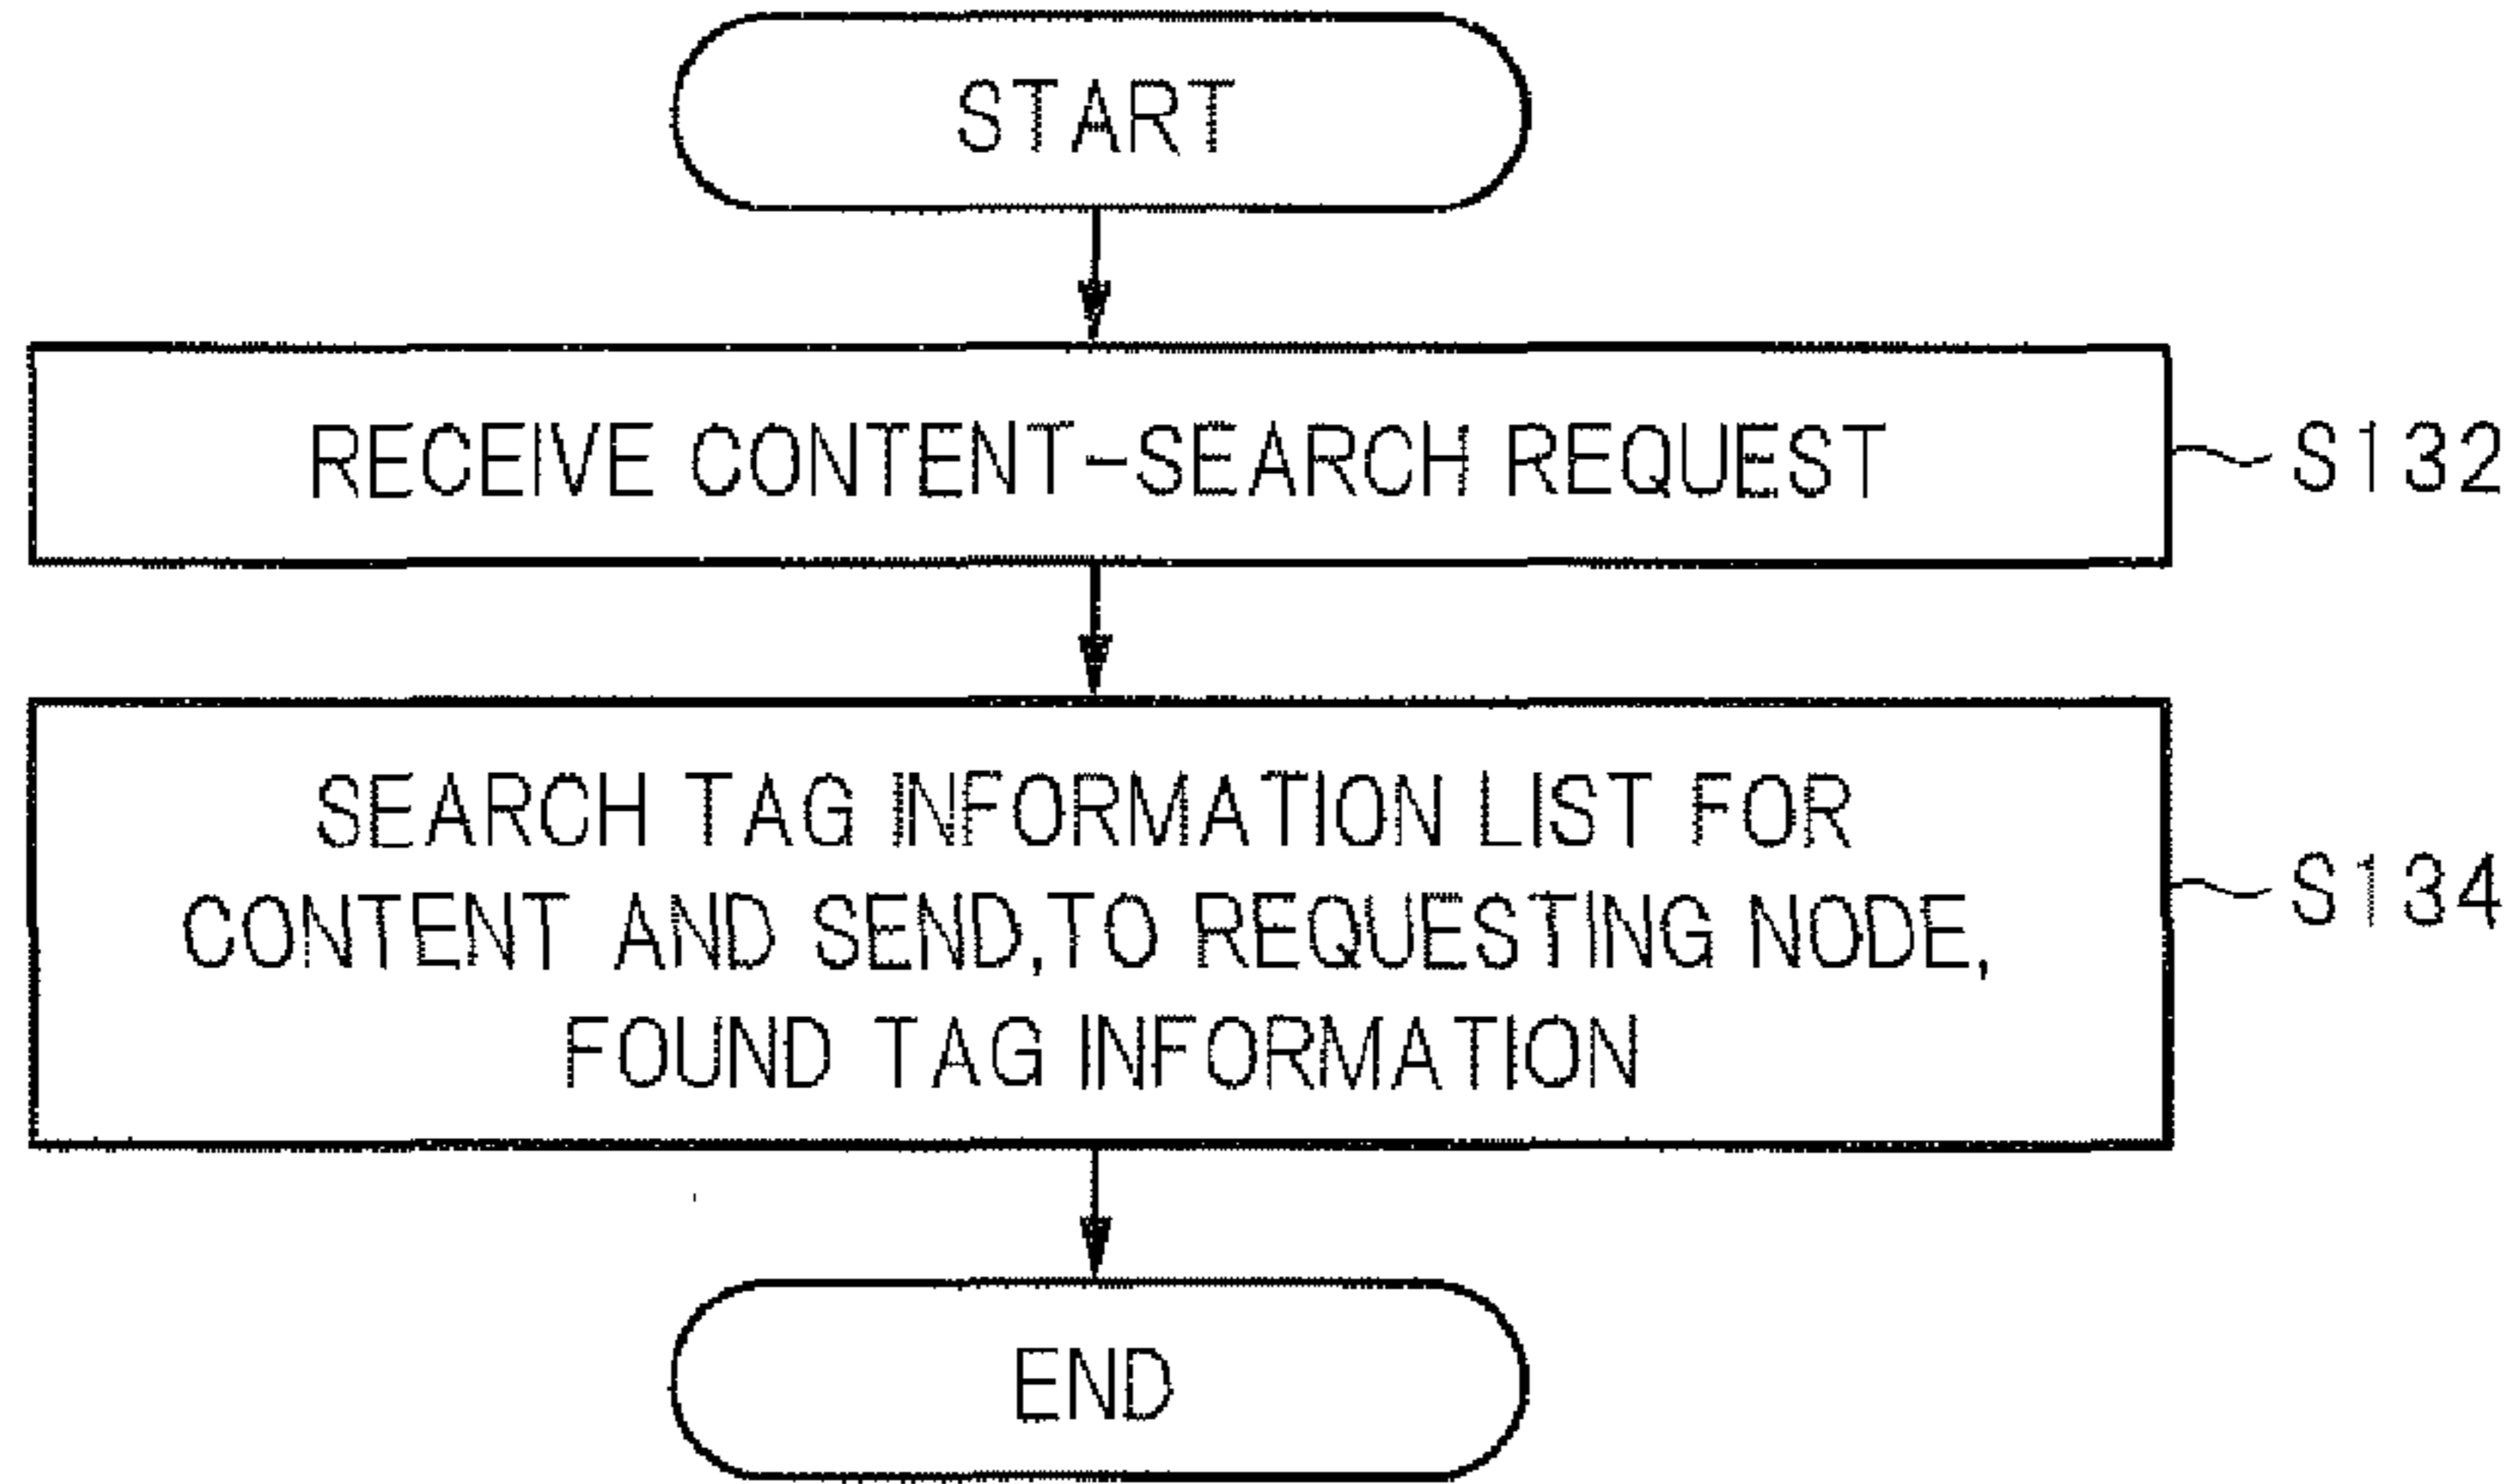 START
RECEIVE CONTENT-SEARCH REQUEST
S132
SEARCH TAG INFORMATION LIST FOR
CONTENT AND SEND,TO REQUESTING NODE,
FOUND TAG INFORMATION
S134
END